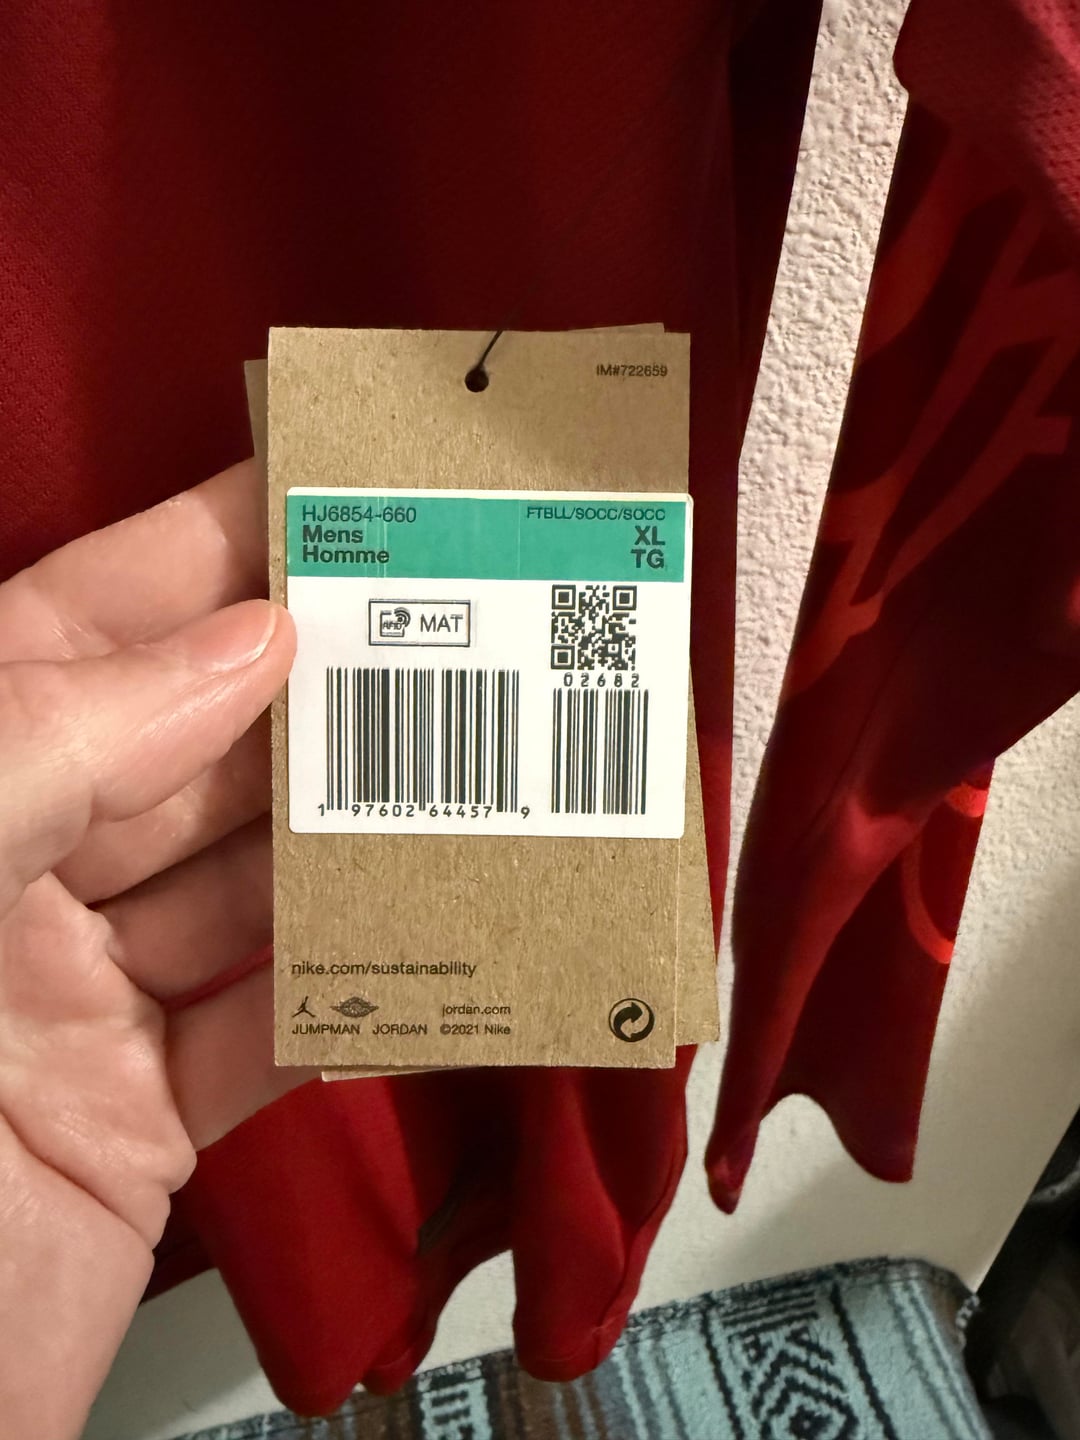 IM#722659
HJ6854-660 FTBLL/SOCC/SOCC
Mens XL
Homme TG
RFID MAT
02682
1 97602 64457 9
nike.com/sustainability
jordan.com
JUMPMAN JORDAN ©2021 Nike